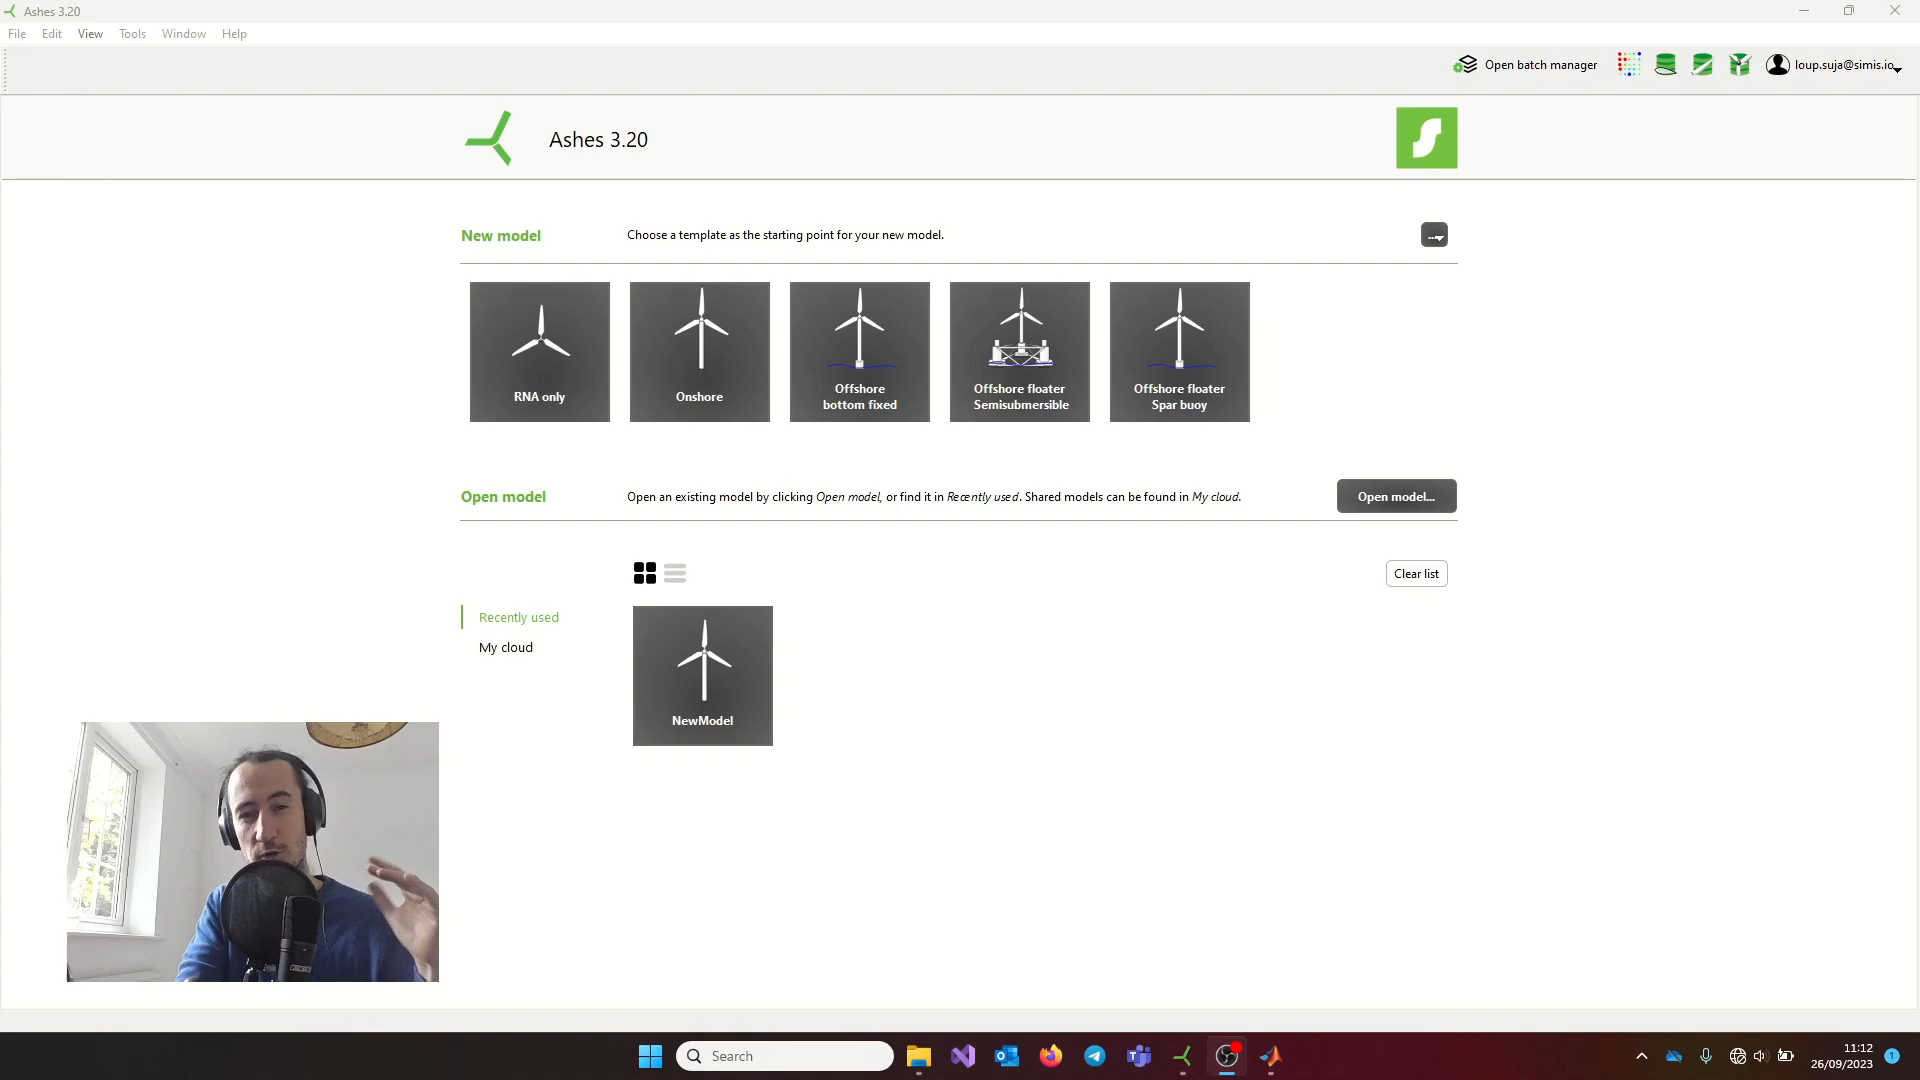 Ashes 3.20
File Edit View Tools Window Help
Open batch manager
loup.suja@simis.io
Ashes 3.20
New model
Choose a template as the starting point for your new model.
...
RNA only
Onshore
Offshore
bottom fixed
Offshore floater
Semisubmersible
Offshore floater
Spar buoy
Open model
Open an existing model by clicking Open model, or find it in Recently used. Shared models can be found in My cloud.
Open model...
Clear list
Recently used
My cloud
NewModel
Search
11:12
26/09/2023
1